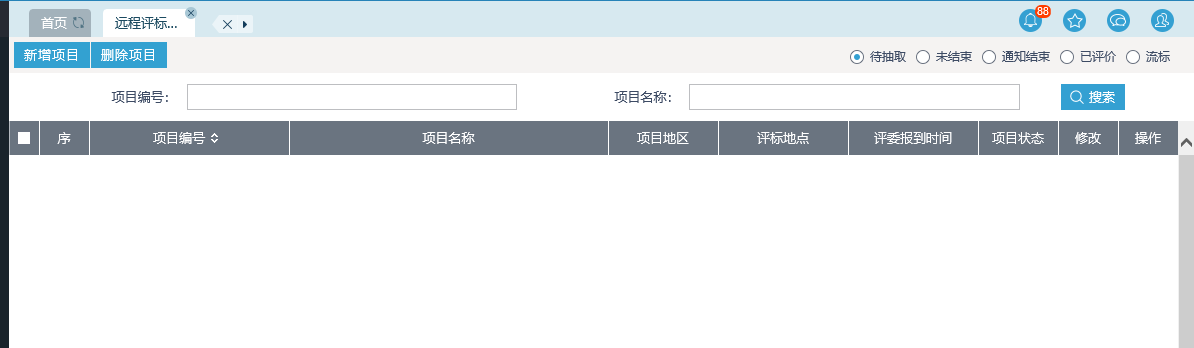 首页 远程评标... 88
新增项目 删除项目 待抽取 未结束 通知结束 已评价 流标
项目编号： 项目名称： 搜索
序 项目编号 项目名称 项目地区 评标地点 评委报到时间 项目状态 修改 操作